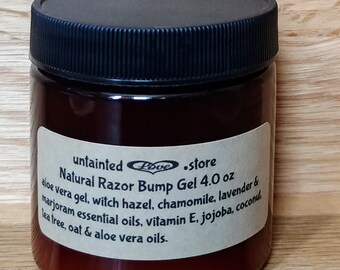 untainted Love .store
Natural Razor Bump Gel 4.0 oz
aloe vera gel, witch hazel, chamomile, lavender &
marjoram essential oils, vitamin E, jojoba, coconut,
tea tree, oat & aloe vera oils.